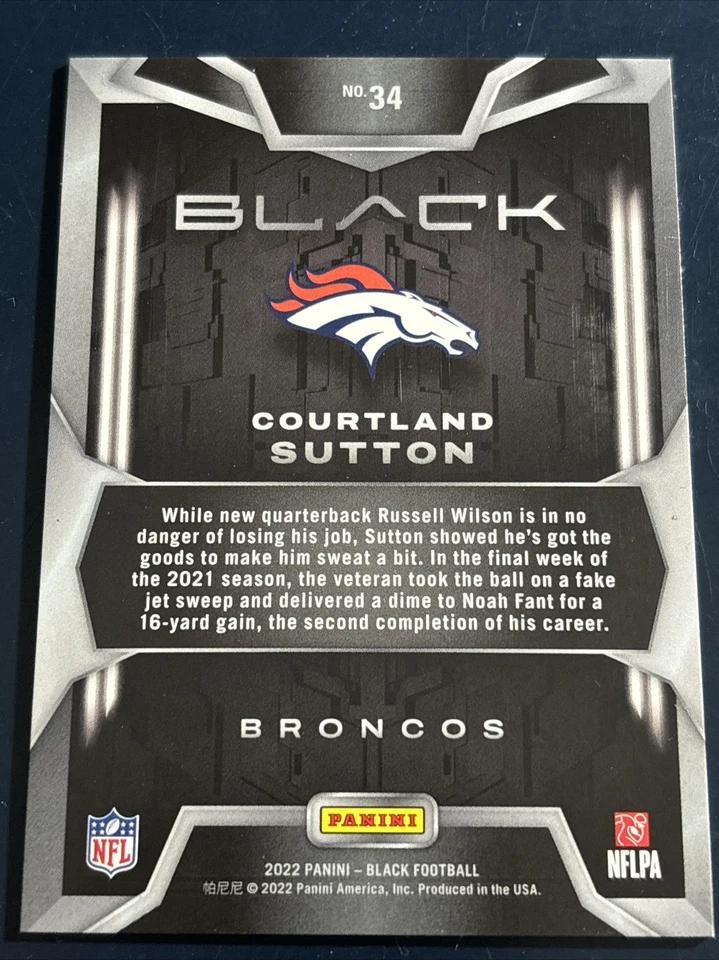 NO. 34
BLACK
COURTLAND
SUTTON
While new quarterback Russell Wilson is in no
danger of losing his job, Sutton showed he's got the
goods to make him sweat a bit. In the final week of
the 2021 season, the veteran took the ball on a fake
jet sweep and delivered a dime to Noah Fant for a
16-yard gain, the second completion of his career.
BRONCOS
PANINI
NFL
NFLPA
2022 PANINI – BLACK FOOTBALL
帕尼尼 © 2022 Panini America, Inc. Produced in the USA.